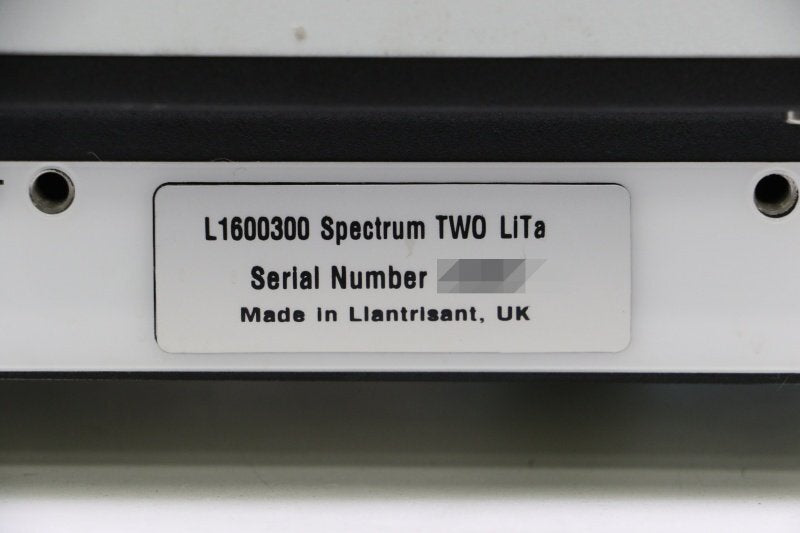 L1600300 Spectrum TWO LiTa
Serial Number
Made in Llantrisant, UK